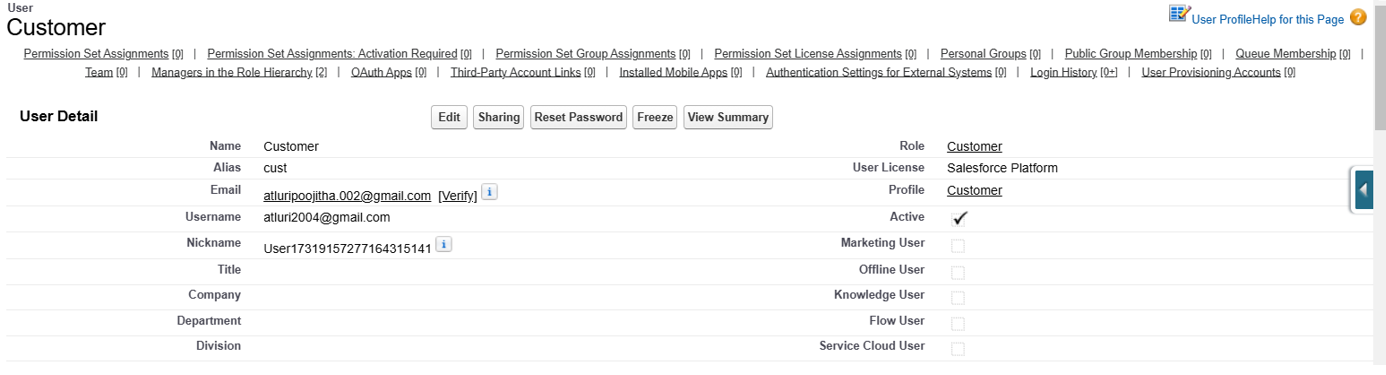 User
Customer
User Profile Help for this Page
Permission Set Assignments [0] | Permission Set Assignments: Activation Required [0] | Permission Set Group Assignments [0] | Permission Set License Assignments [0] | Personal Groups [0] | Public Group Membership [0] | Queue Membership [0] |
Team [0] | Managers in the Role Hierarchy [2] | OAuth Apps [0] | Third-Party Account Links [0] | Installed Mobile Apps [0] | Authentication Settings for External Systems [0] | Login History [0+] | User Provisioning Accounts [0]
User Detail Edit Sharing Reset Password Freeze View Summary
Name Customer Role Customer
Alias cust User License Salesforce Platform
Email atluripoojitha.002@gmail.com [Verify] i Profile Customer
Username atluri2004@gmail.com Active
Nickname User17319157277164315141 i Marketing User
Title Offline User
Company Knowledge User
Department Flow User
Division Service Cloud User